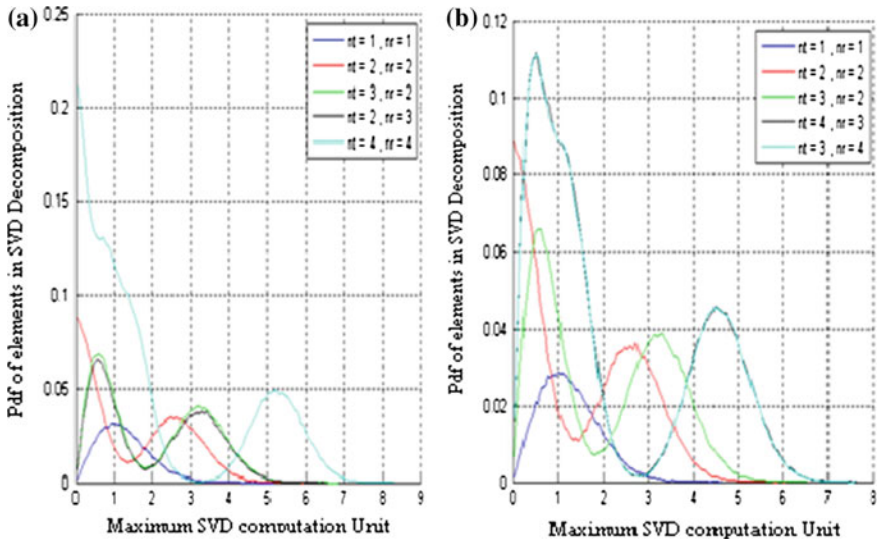 (a)
0.25
0.2
0.15
0.1
0.05
0
Pdf of elements in SVD Decomposition
nt = 1 , nr = 1
nt = 2 , nr = 2
nt = 3 , nr = 2
nt = 2 , nr = 3
nt = 4 , nr = 4
0 1 2 3 4 5 6 7 8 9
Maximum SVD computation Unit
(b)
0.12
0.1
0.08
0.06
0.04
0.02
0
Pdf of elements in SVD Decomposition
nt = 1 , nr = 1
nt = 2 , nr = 2
nt = 3 , nr = 2
nt = 4 , nr = 3
nt = 3 , nr = 4
0 1 2 3 4 5 6 7 8
Maximum SVD computation Unit